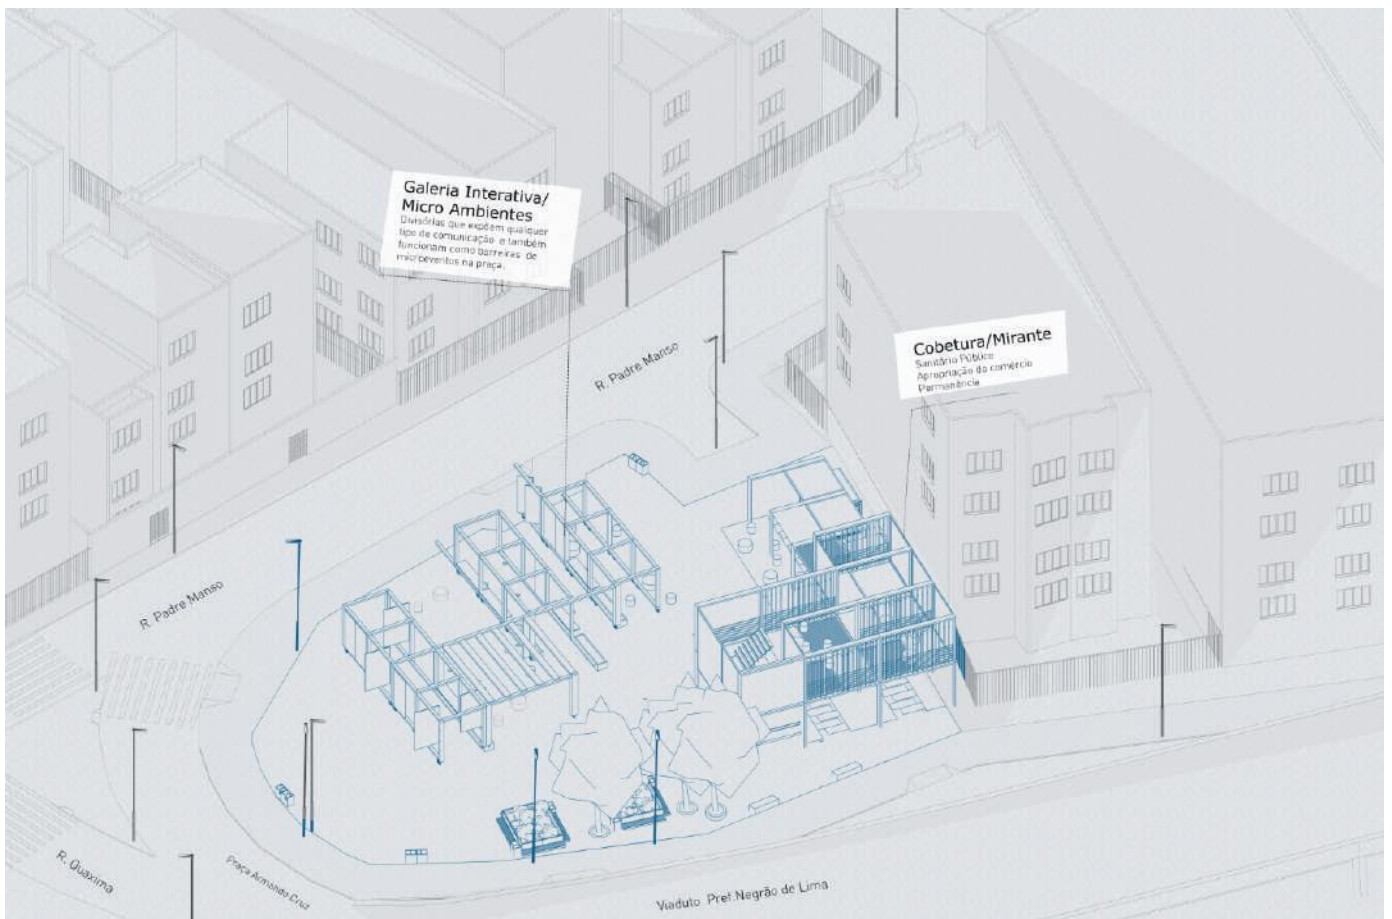 Galeria Interativa/
Micro Ambientes
Divisórias que expõem qualquer
tipo de comunicação e também
funcionam como barreiras de
microeventos na praça.
Cobetura/Mirante
Sanitário Público
Apropriação do comércio
Permanência
R. Padre Manso
R. Padre Manso
R. Guaxima
Praça Armando Cruz
Viaduto Pref.Negrão de Lima